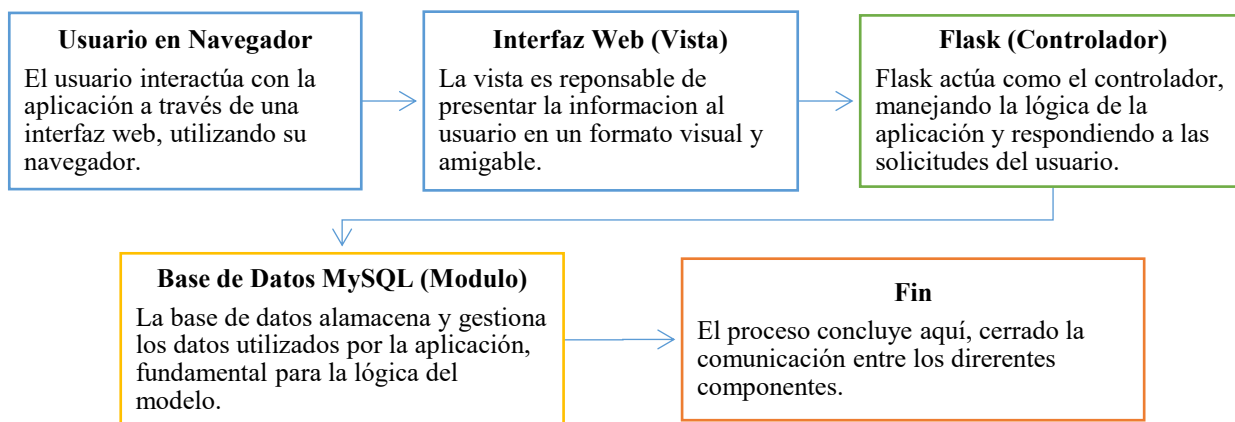 Usuario en Navegador
El usuario interactúa con la
aplicación a través de una
interfaz web, utilizando su
navegador.
Interfaz Web (Vista)
La vista es reponsable de
presentar la informacion al
usuario en un formato visual y
amigable.
Flask (Controlador)
Flask actúa como el controlador,
manejando la lógica de la
aplicación y respondiendo a las
solicitudes del usuario.
Base de Datos MySQL (Modulo)
La base de datos alamacena y gestiona
los datos utilizados por la aplicación,
fundamental para la lógica del
modelo.
Fin
El proceso concluye aquí, cerrado la
comunicación entre los direrentes
componentes.